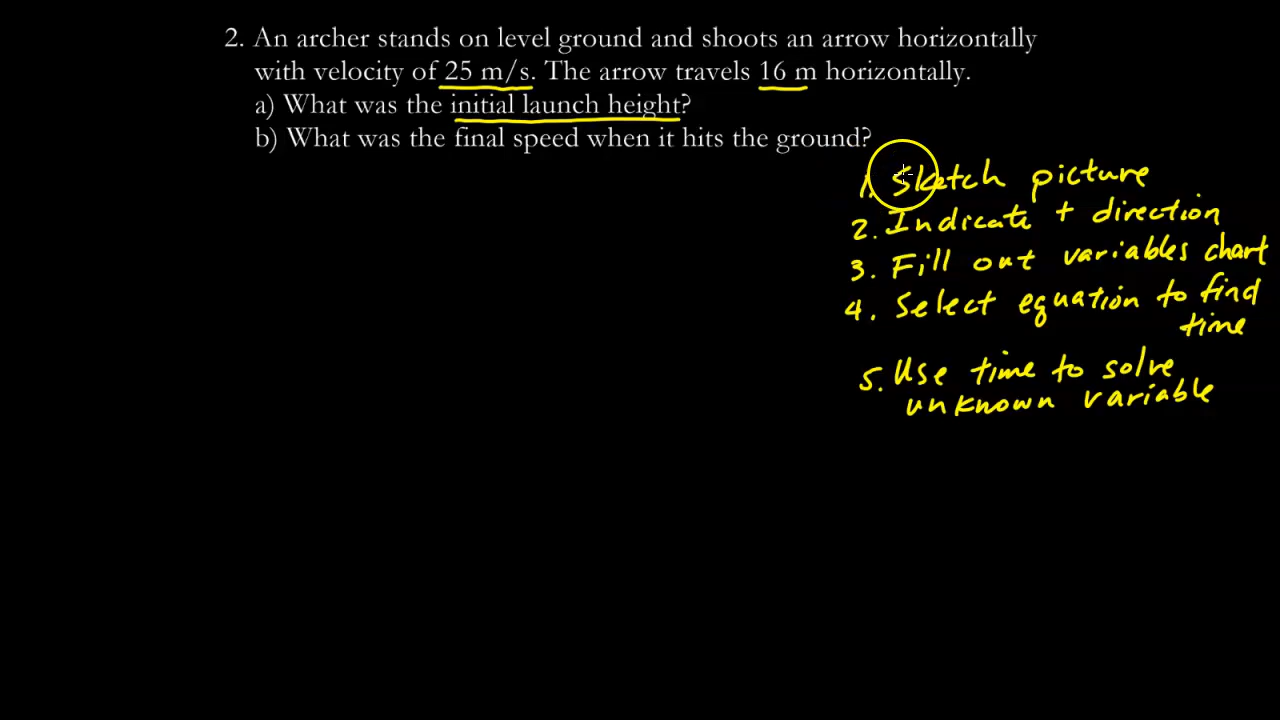 2. An archer stands on level ground and shoots an arrow horizontally
with velocity of 25 m/s. The arrow travels 16 m horizontally.
a) What was the initial launch height?
b) What was the final speed when it hits the ground?
1. Sketch picture
2. Indicate + direction
3. Fill out variables chart
4. Select equation to find
time
5. Use time to solve
unknown variable